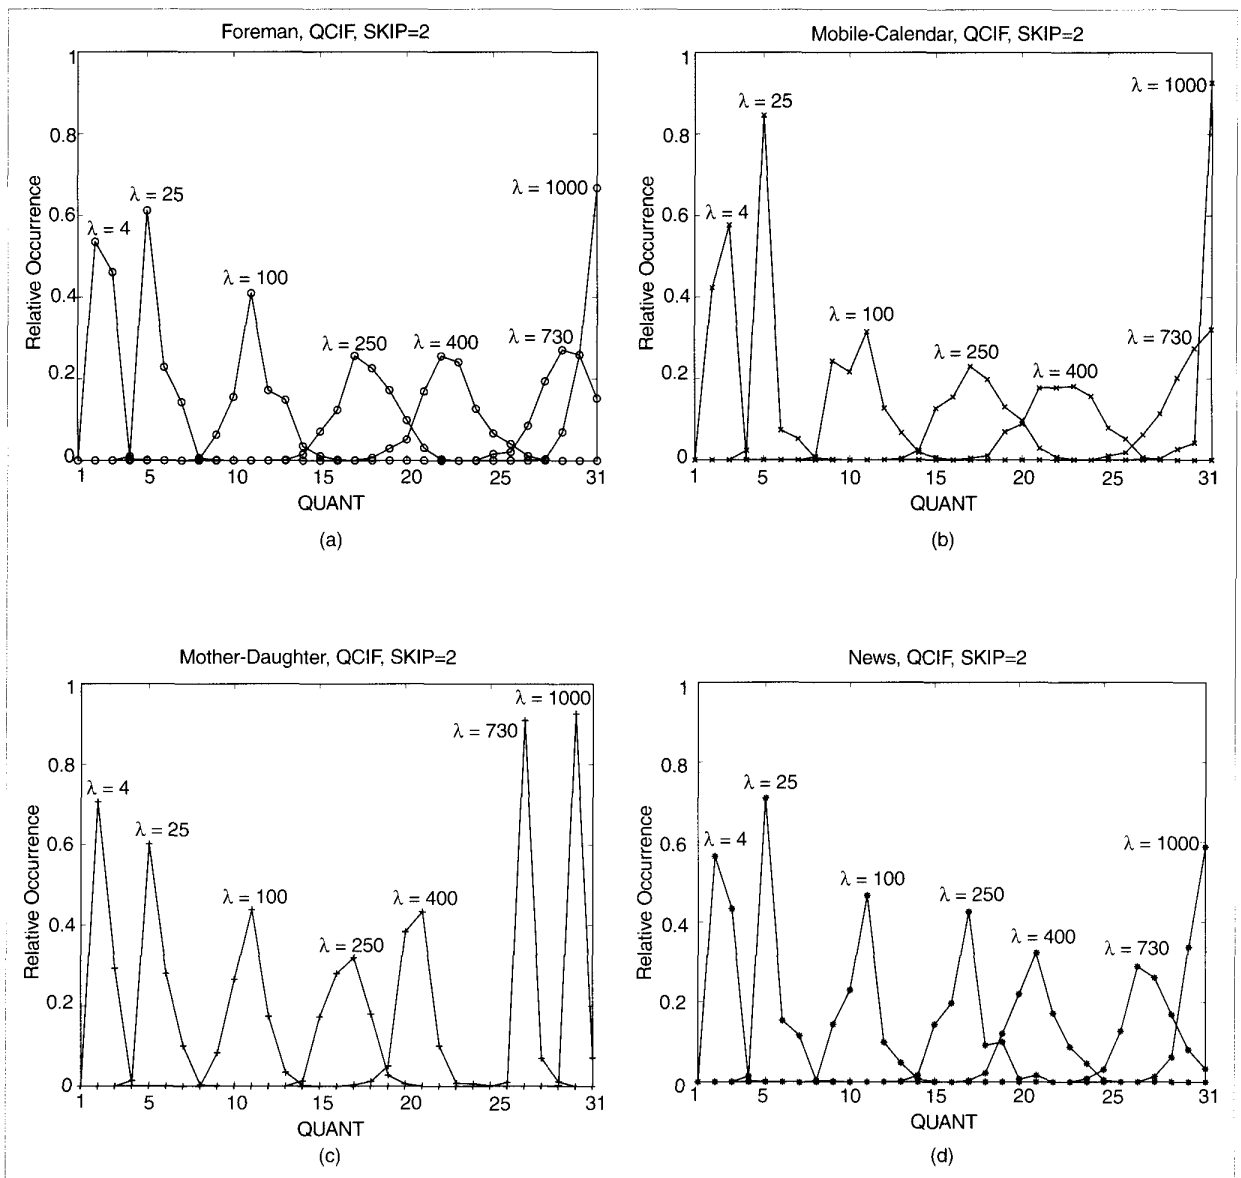 Foreman, QCIF, SKIP=2
1
0.8
0.6
0.4
0.2
0
Relative Occurrence
λ = 4
λ = 25
λ = 100
λ = 250
λ = 400
λ = 730
λ = 1000
1 5 10 15 20 25 31
QUANT
(a)
Mobile-Calendar, QCIF, SKIP=2
1
0.8
0.6
0.4
0.2
0
Relative Occurrence
λ = 4
λ = 25
λ = 100
λ = 250
λ = 400
λ = 730
λ = 1000
1 5 10 15 20 25 31
QUANT
(b)
Mother-Daughter, QCIF, SKIP=2
1
0.8
0.6
0.4
0.2
0
Relative Occurrence
λ = 4
λ = 25
λ = 100
λ = 250
λ = 400
λ = 730
λ = 1000
1 5 10 15 20 25 31
QUANT
(c)
News, QCIF, SKIP=2
1
0.8
0.6
0.4
0.2
0
Relative Occurrence
λ = 4
λ = 25
λ = 100
λ = 250
λ = 400
λ = 730
λ = 1000
1 5 10 15 20 25 31
QUANT
(d)